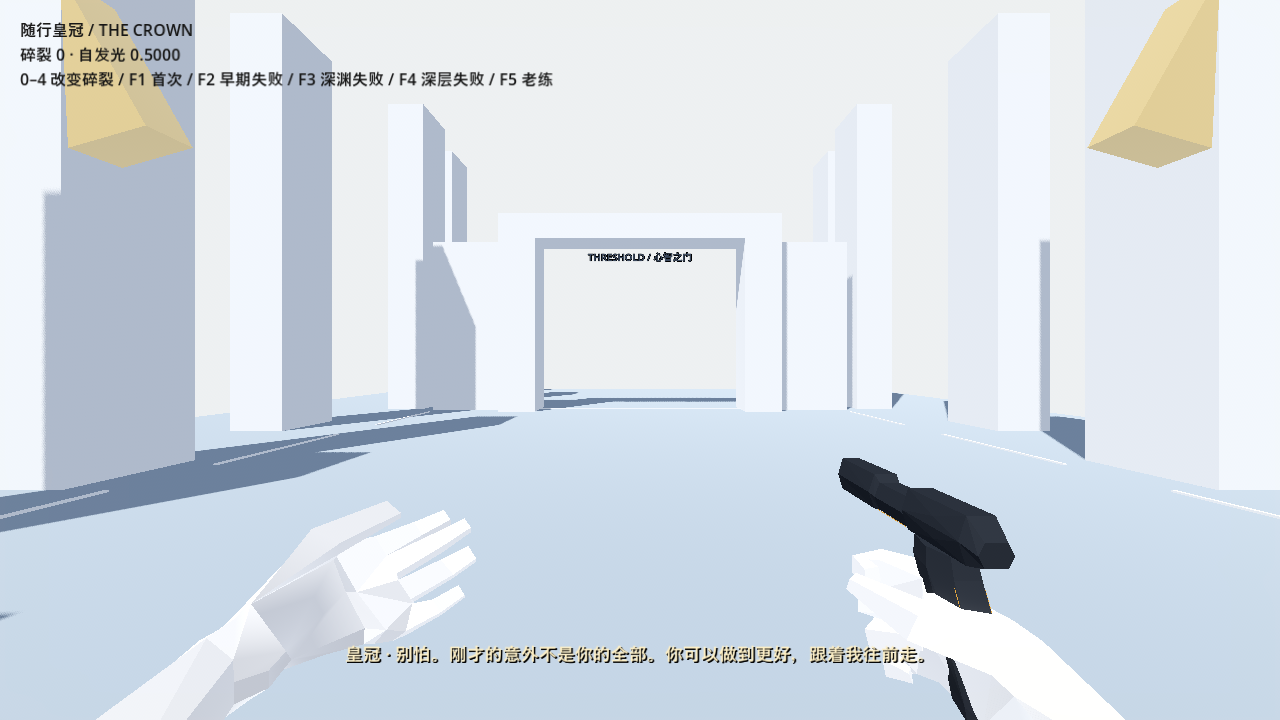 随行皇冠 / THE CROWN
碎裂 0 · 自发光 0.5000
0–4 改变碎裂 / F1 首次 / F2 早期失败 / F3 深渊失败 / F4 深层失败 / F5 老练
THRESHOLD / 心智之门
皇冠 · 别怕。刚才的意外不是你的全部。你可以做到更好，跟着我往前走。